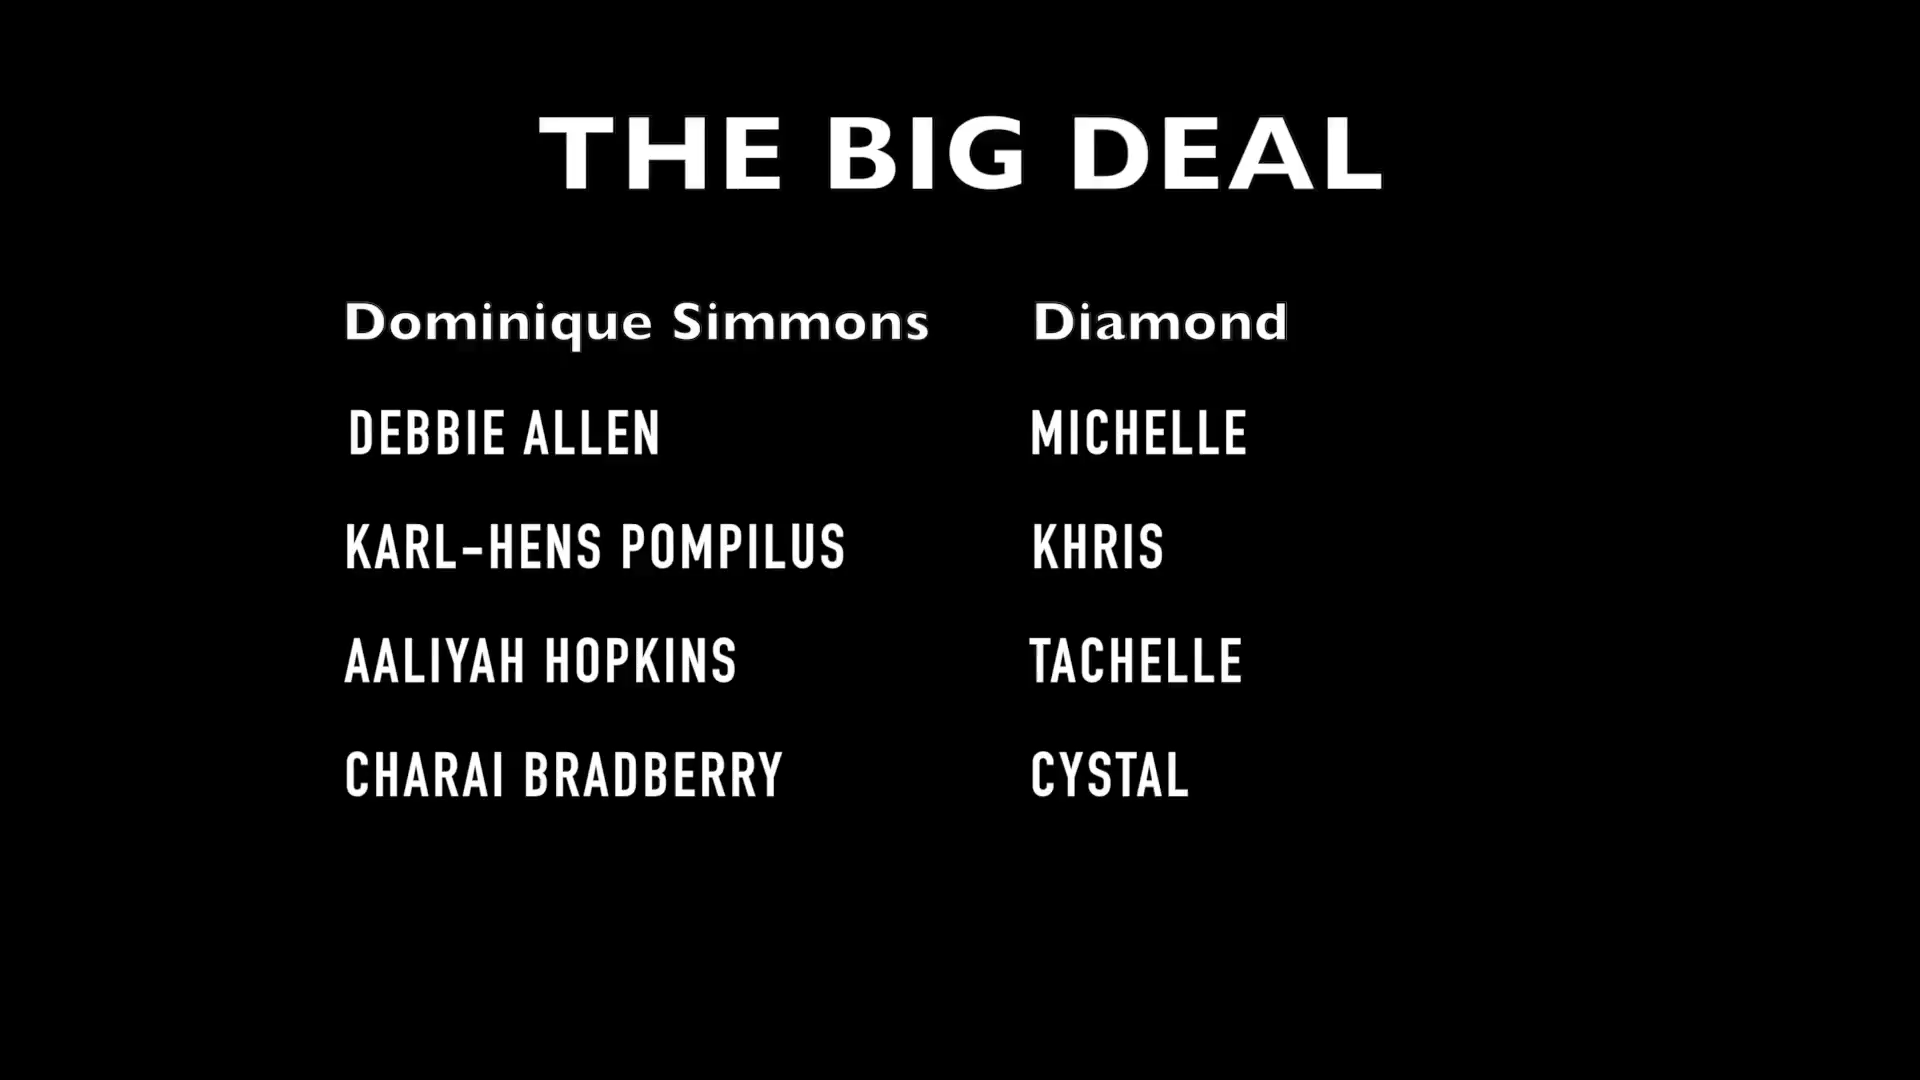 THE BIG DEAL
Dominique Simmons Diamond
DEBBIE ALLEN MICHELLE
KARL-HENS POMPILUS KHRIS
AALIYAH HOPKINS TACHELLE
CHARAI BRADBERRY CYSTAL